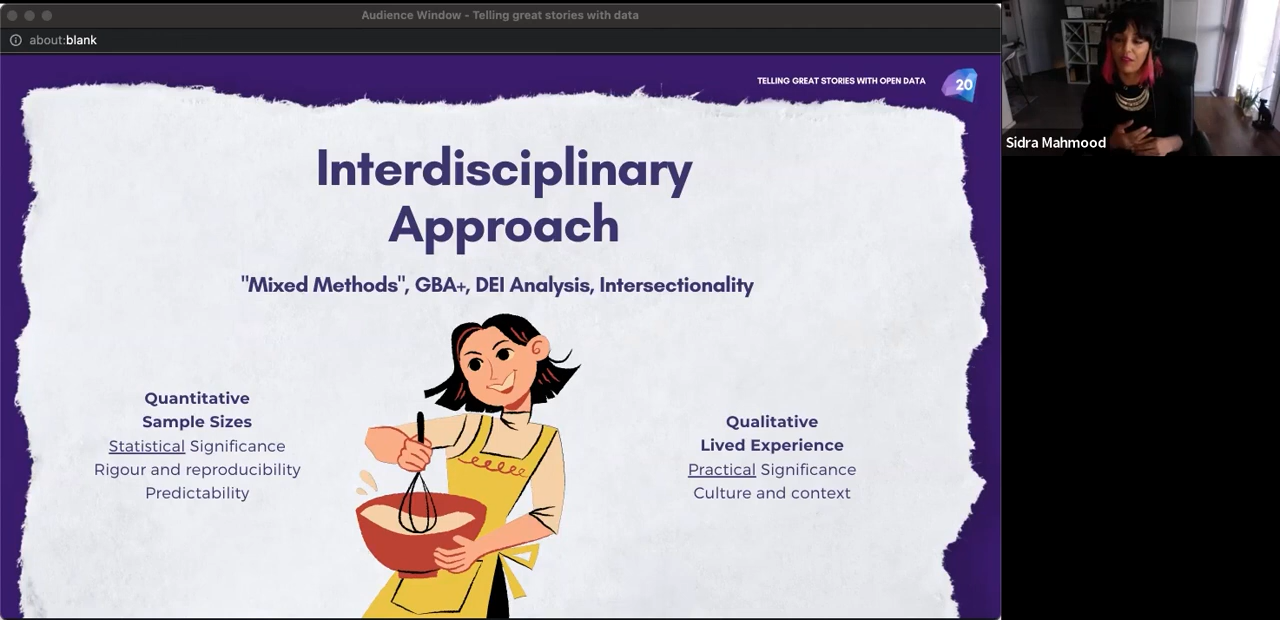 Audience Window - Telling great stories with data
about:blank
TELLING GREAT STORIES WITH OPEN DATA
20
Interdisciplinary
Approach
"Mixed Methods", GBA+, DEI Analysis, Intersectionality
Quantitative
Sample Sizes
Statistical Significance
Rigour and reproducibility
Predictability
Qualitative
Lived Experience
Practical Significance
Culture and context
Sidra Mahmood